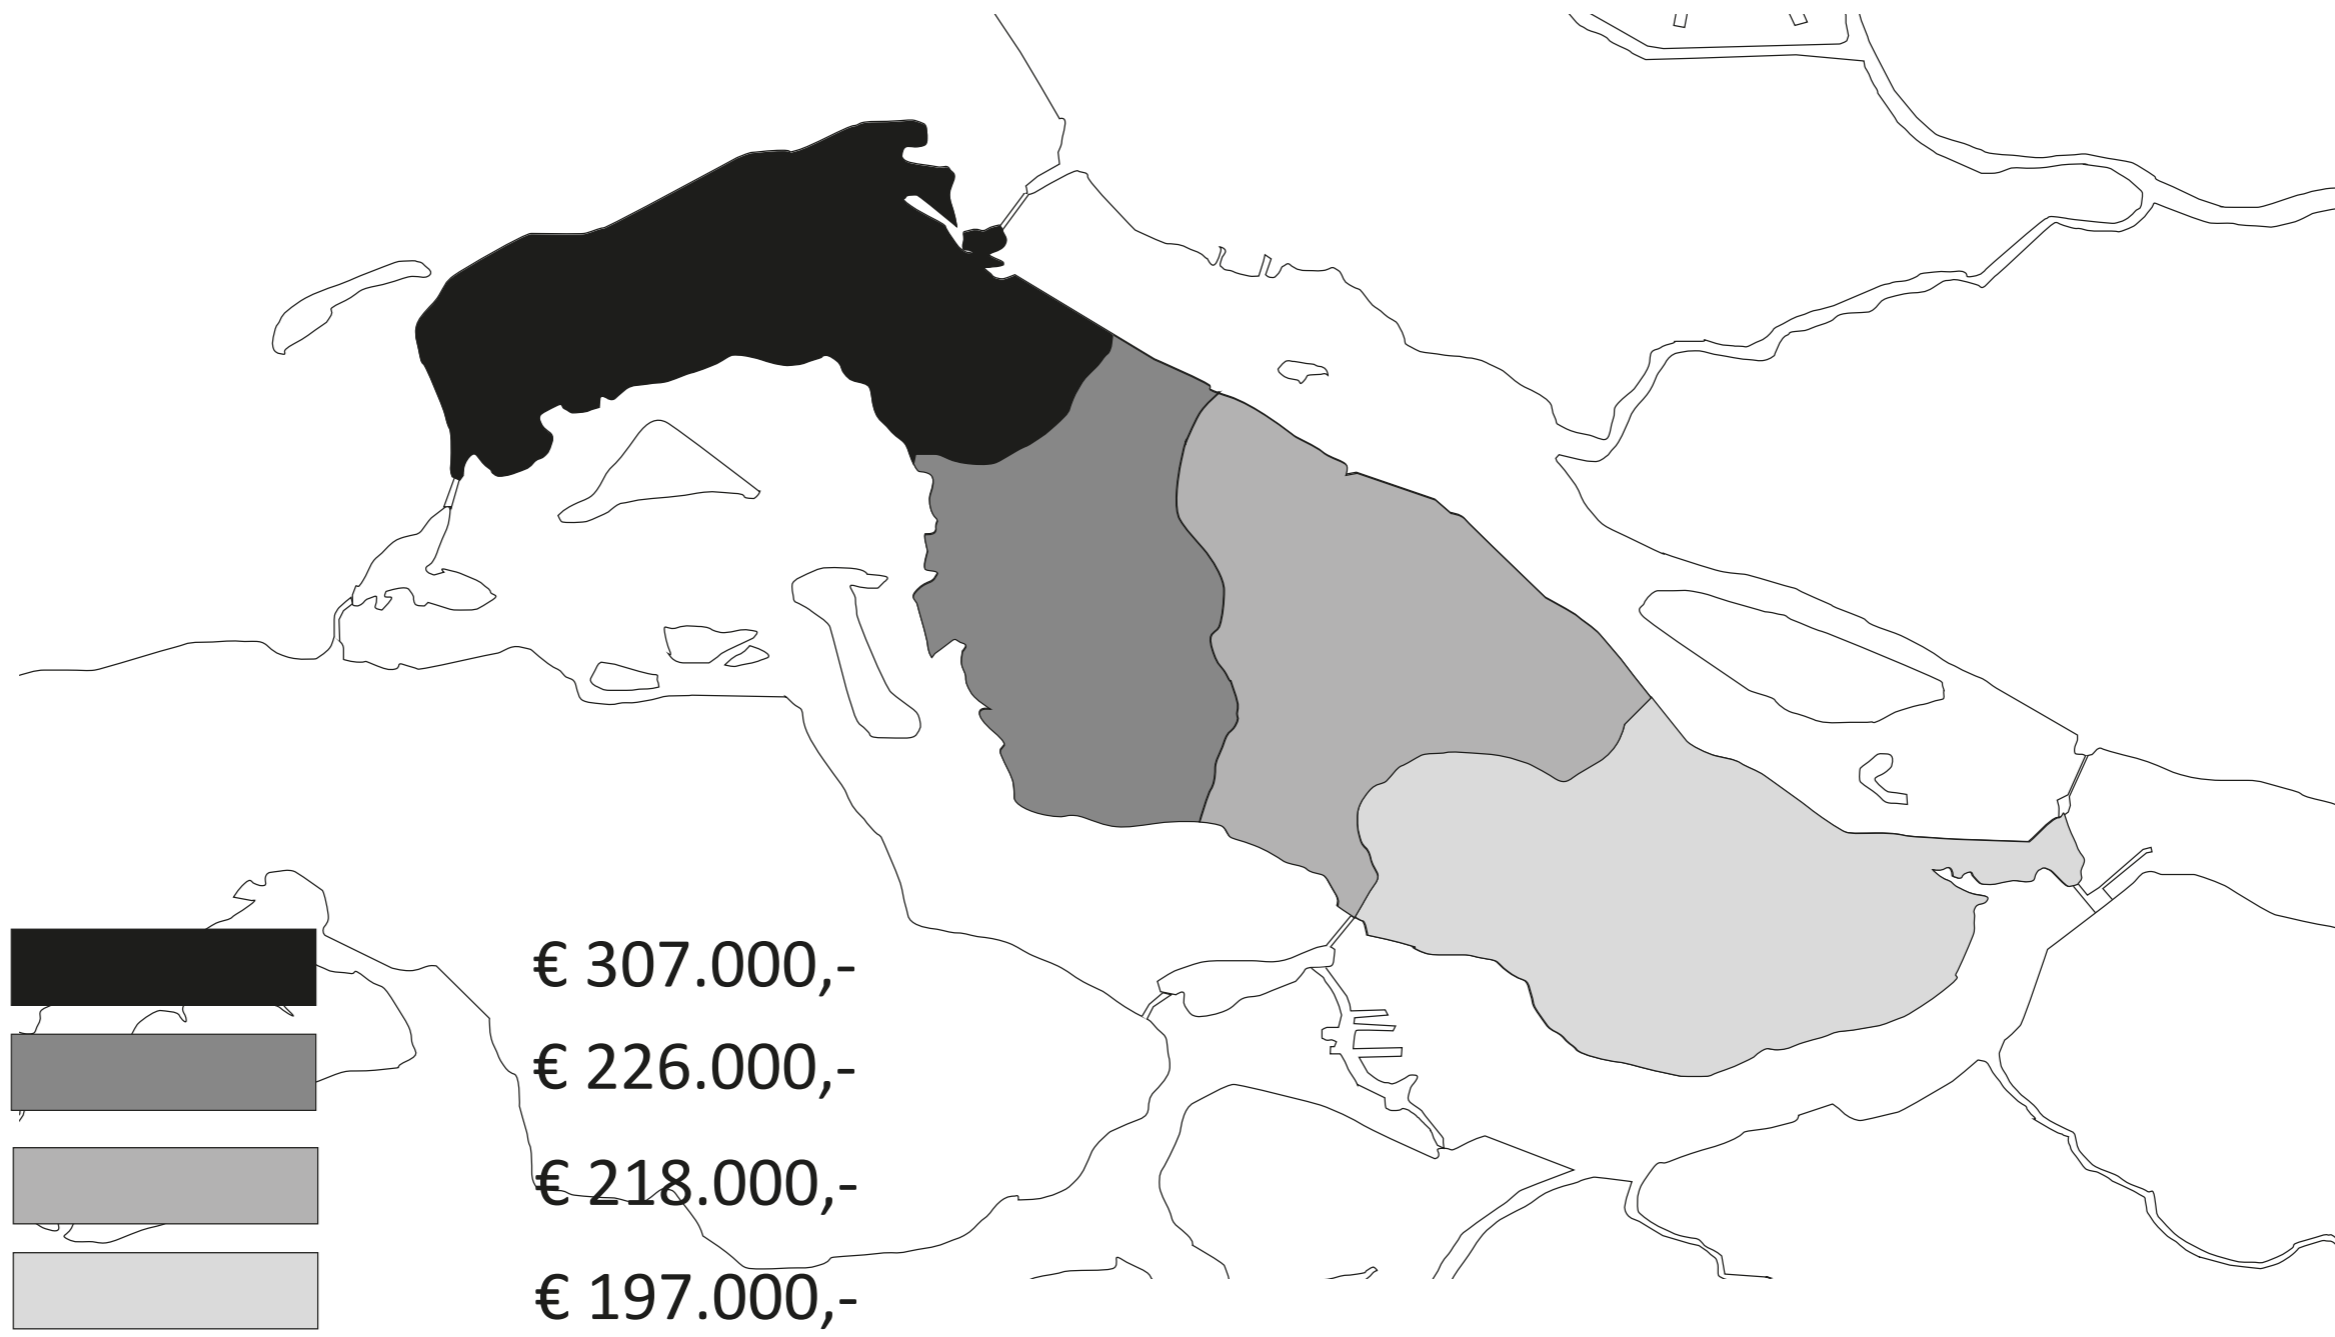 € 307.000,-
€ 226.000,-
€ 218.000,-
€ 197.000,-